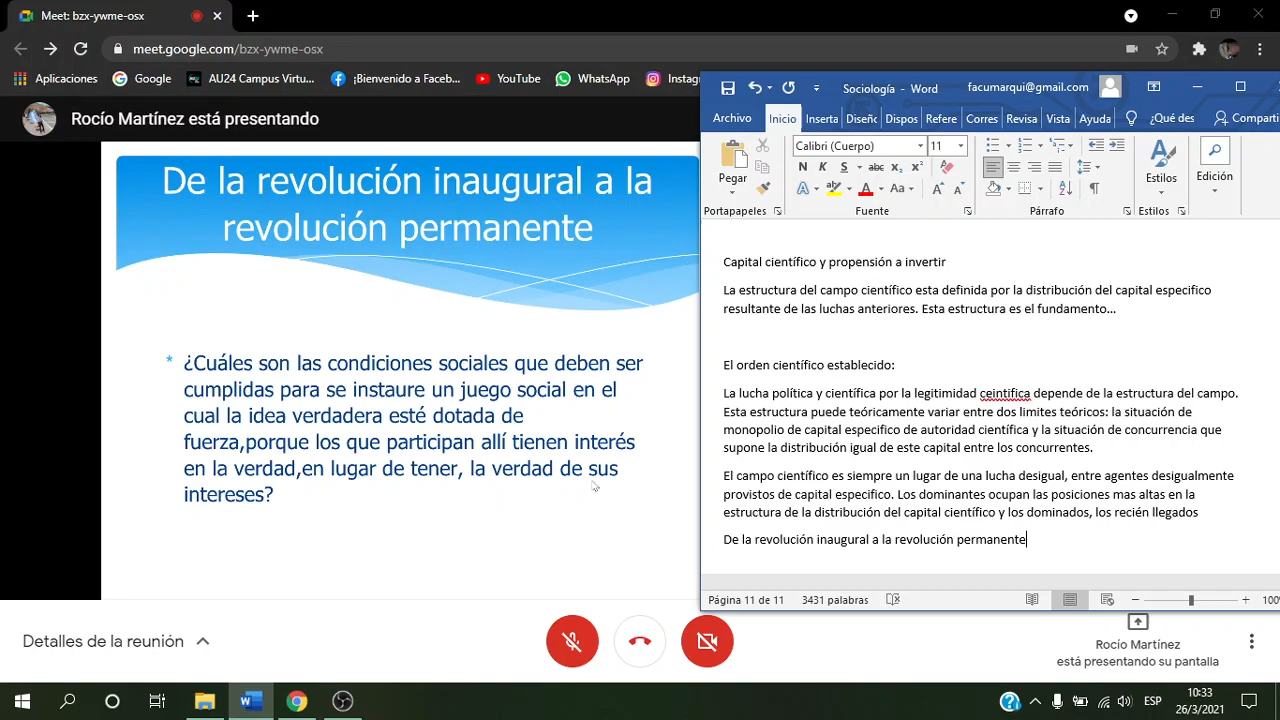 Meet: bzx-ywme-osx
meet.google.com/bzx-ywme-osx
Aplicaciones Google AU24 Campus Virtu... ¡Bienvenido a Faceb... YouTube WhatsApp Instag
Rocío Martínez está presentando
De la revolución inaugural a la
revolución permanente
* ¿Cuáles son las condiciones sociales que deben ser
cumplidas para se instaure un juego social en el
cual la idea verdadera esté dotada de
fuerza,porque los que participan allí tienen interés
en la verdad,en lugar de tener, la verdad de sus
intereses?
Sociología - Word facumarqui@gmail.com
Archivo Inicio Inserta Diseñc Dispos Refere Corres Revisa Vista Ayuda ¿Qué des Comparti
Calibri (Cuerpo) 11
Pegar N K S abc x₂ x² Estilos Edición
A A Aa A A
Portapapeles Fuente Párrafo Estilos
Capital científico y propensión a invertir
La estructura del campo científico esta definida por la distribución del capital especifico
resultante de las luchas anteriores. Esta estructura es el fundamento...
El orden científico establecido:
La lucha política y científica por la legitimidad ceintifica depende de la estructura del campo.
Esta estructura puede teóricamente variar entre dos limites teóricos: la situación de
monopolio de capital especifico de autoridad científica y la situación de concurrencia que
supone la distribución igual de este capital entre los concurrentes.
El campo científico es siempre un lugar de una lucha desigual, entre agentes desigualmente
provistos de capital especifico. Los dominantes ocupan las posiciones mas altas en la
estructura de la distribución del capital científico y los dominados, los recién llegados
De la revolución inaugural a la revolución permanente
Página 11 de 11 3431 palabras 100%
Detalles de la reunión
Rocío Martínez
está presentando su pantalla
ESP
10:33
26/3/2021